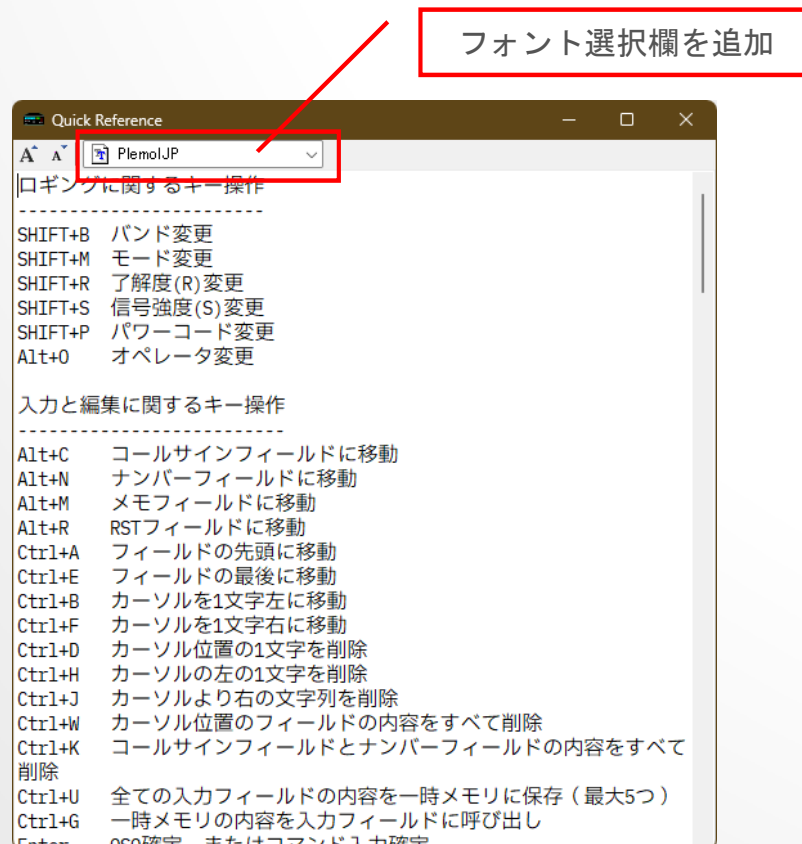 フォント選択欄を追加
Quick Reference
PlemolJP
ロギングに関するキー操作
------------------------
SHIFT+B バンド変更
SHIFT+M モード変更
SHIFT+R 了解度(R)変更
SHIFT+S 信号強度(S)変更
SHIFT+P パワーコード変更
Alt+O オペレータ変更
入力と編集に関するキー操作
--------------------------
Alt+C コールサインフィールドに移動
Alt+N ナンバーフィールドに移動
Alt+M メモフィールドに移動
Alt+R RSTフィールドに移動
Ctrl+A フィールドの先頭に移動
Ctrl+E フィールドの最後に移動
Ctrl+B カーソルを1文字左に移動
Ctrl+F カーソルを1文字右に移動
Ctrl+D カーソル位置の1文字を削除
Ctrl+H カーソルの左の1文字を削除
Ctrl+J カーソルより右の文字列を削除
Ctrl+W カーソル位置のフィールドの内容をすべて削除
Ctrl+K コールサインフィールドとナンバーフィールドの内容をすべて
削除
Ctrl+U 全ての入力フィールドの内容を一時メモリに保存(最大5つ)
Ctrl+G 一時メモリの内容を入力フィールドに呼び出し
Enter QSO確定、またはコマンド入力確定